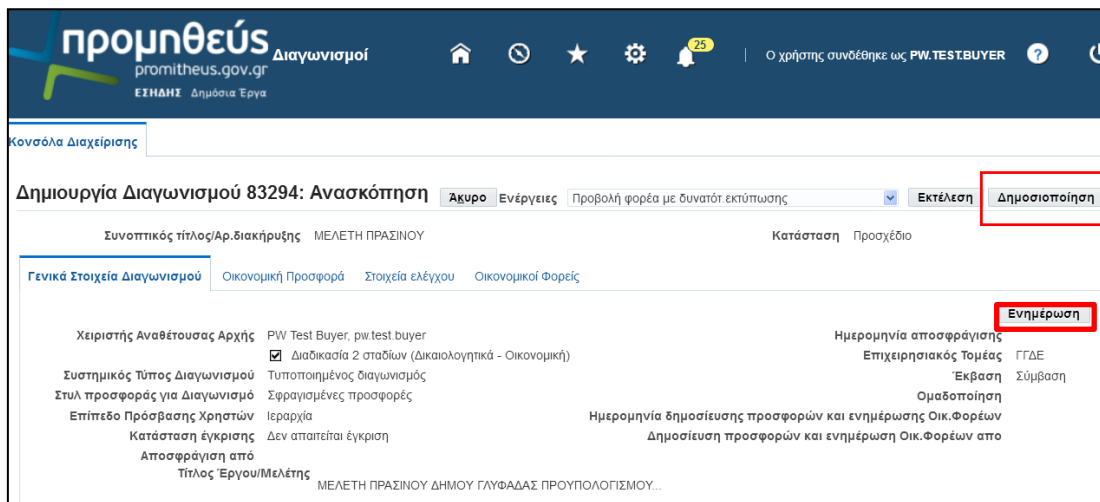 προμηθεύς Διαγωνισμοί 25 Ο χρήστης συνδέθηκε ως PW.TEST.BUYER ?
promitheus.gov.gr
ΕΣΗΔΗΣ Δημόσια Έργα
Κονσόλα Διαχείρισης
Δημιουργία Διαγωνισμού 83294: Ανασκόπηση Άκυρο Ενέργειες Προβολή φορέα με δυνατότ.εκτύπωσης Εκτέλεση Δημοσιοποίηση
Συνοπτικός τίτλος/Αρ.διακήρυξης ΜΕΛΕΤΗ ΠΡΑΣΙΝΟΥ Κατάσταση Προσχέδιο
Γενικά Στοιχεία Διαγωνισμού Οικονομική Προσφορά Στοιχεία ελέγχου Οικονομικοί Φορείς
Ενημέρωση
Χειριστής Αναθέτουσας Αρχής PW Test Buyer, pw.test.buyer Ημερομηνία αποσφράγισης
Διαδικασία 2 σταδίων (Δικαιολογητικά - Οικονομική) Επιχειρησιακός Τομέας ΓΓΔΕ
Συστημικός Τύπος Διαγωνισμού Τυποποιημένος διαγωνισμός Έκβαση Σύμβαση
Στυλ προσφοράς για Διαγωνισμό Σφραγισμένες προσφορές Ομαδοποίηση
Επίπεδο Πρόσβασης Χρηστών Ιεραρχία Ημερομηνία δημοσίευσης προσφορών και ενημέρωσης Οικ.Φορέων
Κατάσταση έγκρισης Δεν απαιτείται έγκριση Δημοσίευση προσφορών και ενημέρωση Οικ.Φορέων απο
Αποσφράγιση από
Τίτλος Έργου/Μελέτης ΜΕΛΕΤΗ ΠΡΑΣΙΝΟΥ ΔΗΜΟΥ ΓΛΥΦΑΔΑΣ ΠΡΟΥΠΟΛΟΓΙΣΜΟΥ...